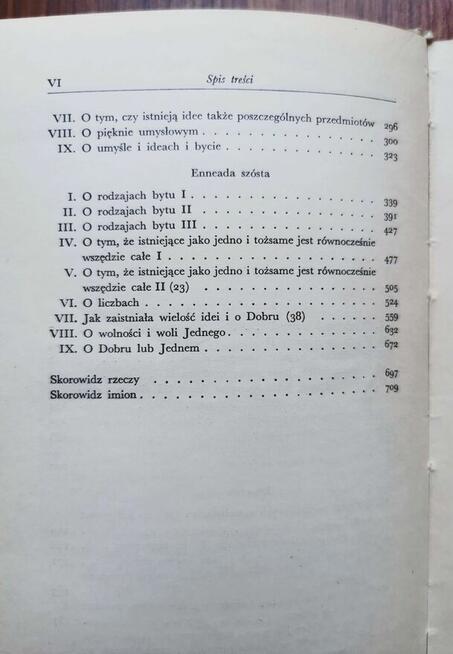 VI Spis treści
VII. O tym, czy istnieją idee także poszczególnych przedmiotów 296
VIII. O pięknie umysłowym . . . . . . . . . . . . . . 300
IX. O umyśle i ideach i bycie . . . . . . . . . . . . 323
Enneada szósta
I. O rodzajach bytu I . . . . . . . . . . . . . . 339
II. O rodzajach bytu II . . . . . . . . . . . . . . 391
III. O rodzajach bytu III . . . . . . . . . . . . . . 427
IV. O tym, że istniejące jako jedno i tożsame jest równocześnie
wszędzie całe I . . . . . . . . . . . . . . . . 477
V. O tym, że istniejące jako jedno i tożsame jest równocześnie
wszędzie całe II (23) . . . . . . . . . . . . . . 505
VI. O liczbach . . . . . . . . . . . . . . . . . . 524
VII. Jak zaistniała wielość idei i o Dobru (38) . . . . . 559
VIII. O wolności i woli Jednego . . . . . . . . . . . . 632
IX. O Dobru lub Jednem . . . . . . . . . . . . . . 672
Skorowidz rzeczy . . . . . . . . . . . . . . . . . 697
Skorowidz imion . . . . . . . . . . . . . . . . . . 709